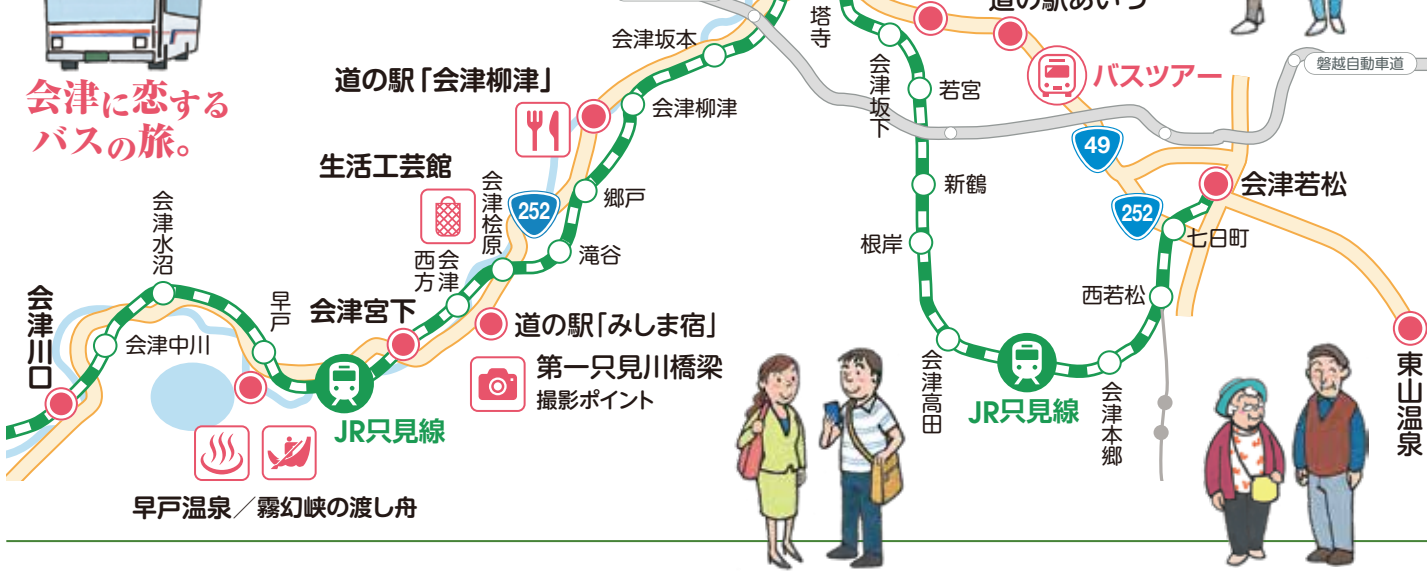 道の駅あいづ
塔寺
会津坂本
会津坂下
磐越自動車道
バスツアー
道の駅「会津柳津」
会津柳津
若宮
会津に恋する
バスの旅。
49
生活工芸館
会津桧原
252
郷戸
新鶴
会津若松
252
七日町
根岸
滝谷
会津水沼
会津西方
西若松
早戸
会津宮下
道の駅「みしま宿」
会津川口
会津中川
第一只見川橋梁
撮影ポイント
会津高田
会津本郷
東山温泉
JR只見線
JR只見線
早戸温泉／霧幻峡の渡し舟